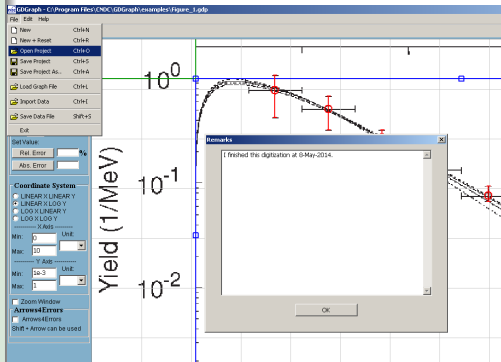 GDGraph - C:\Program Files\CNDC\GDGraph\examples\Figure_1.gdp
File Edit Help
New Ctrl+N
New + Reset Ctrl+R
Open Project Ctrl+O
Save Project Ctrl+S
Save Project As.. Ctrl+A
Load Graph File Ctrl+L
Import Data Ctrl+I
Save Data File Shift+S
Exit
Set Value:
Rel. Error %
Abs. Error
Coordinate System
LINEAR X LINEAR Y
LINEAR X LOG Y
LOG X LINEAR Y
LOG X LOG Y
X Axis
Min: 0 Unit:
Max: 10
Y Axis
Min: 1e-3 Unit:
Max: 1
Zoom Window
Arrows4Errors
Arrows4Errors
Shift + Arrow can be used
Yield (1/MeV)
10^0
10^-1
10^-2
Remarks
I finished this digitization at 8-May-2014.
OK